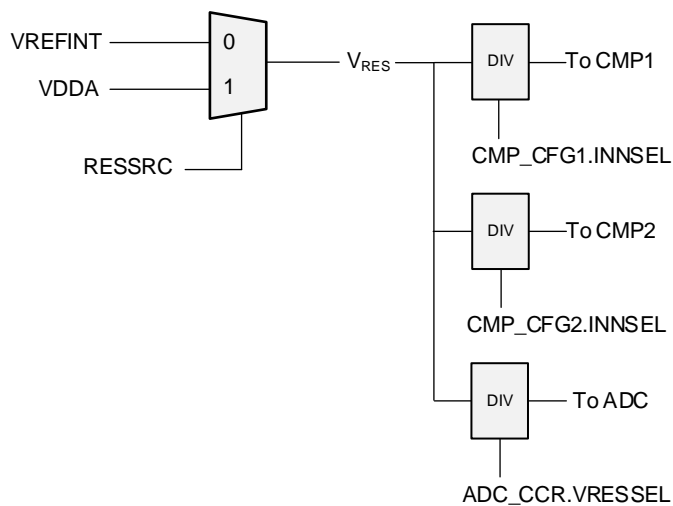 VREFINT
0
VDDA
1
RESSRC
VRES
DIV
To CMP1
CMP_CFG1.INNSEL
DIV
To CMP2
CMP_CFG2.INNSEL
DIV
To ADC
ADC_CCR.VRESSEL